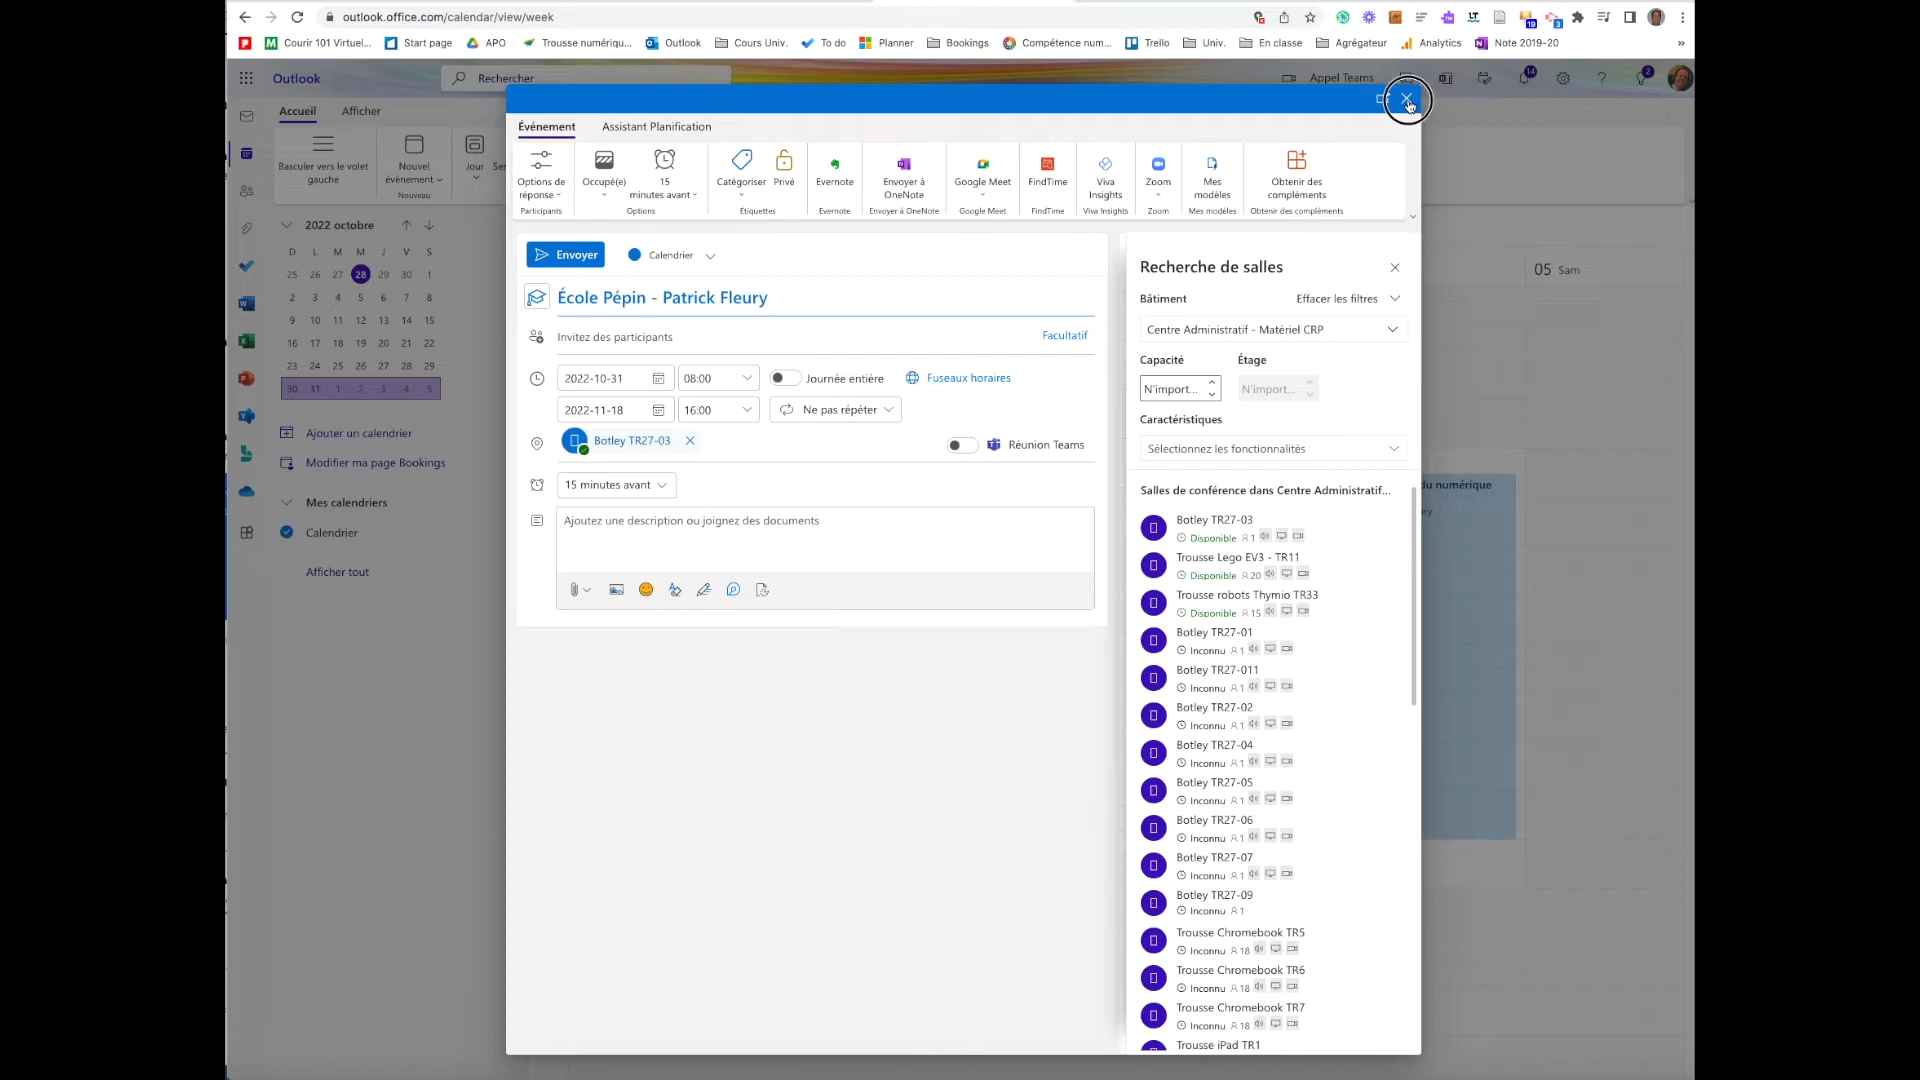 outlook.office.com/calendar/view/week
Courir 101 Virtuel... Start page APO Trousse numériqu... Outlook Cours Univ. To do Planner Bookings Compétence num... Trello Univ. En classe Agrégateur Analytics Note 2019-20 »
Outlook Rechercher Appel Teams 14 2
Accueil Afficher
Basculer vers le volet gauche
Nouvel événement
Nouveau
Jour
2022 octobre
D L M M J V S
25 26 27 28 29 30 1
2 3 4 5 6 7 8
9 10 11 12 13 14 15
16 17 18 19 20 21 22
23 24 25 26 27 28 29
30 31 1 2 3 4 5
Ajouter un calendrier
Modifier ma page Bookings
Mes calendriers
Calendrier
Afficher tout
Événement Assistant Planification
Options de réponse
Participants
Occupé(e)
15 minutes avant
Options
Catégoriser Privé
Étiquettes
Evernote
Evernote
Envoyer à OneNote
Envoyer à OneNote
Google Meet
Google Meet
FindTime
FindTime
Viva Insights
Viva Insights
Zoom
Zoom
Mes modèles
Mes modèles
Obtenir des compléments
Obtenir des compléments
Envoyer Calendrier
École Pépin - Patrick Fleury
Invitez des participants Facultatif
2022-10-31 08:00 Journée entière Fuseaux horaires
2022-11-18 16:00 Ne pas répéter
Botley TR27-03 Réunion Teams
15 minutes avant
Ajoutez une description ou joignez des documents
Recherche de salles
Bâtiment Effacer les filtres
Centre Administratif - Matériel CRP
Capacité Étage
N'import... N'import...
Caractéristiques
Sélectionnez les fonctionnalités
Salles de conférence dans Centre Administratif...
Botley TR27-03
Disponible 1
Trousse Lego EV3 - TR11
Disponible 20
Trousse robots Thymio TR33
Disponible 15
Botley TR27-01
Inconnu 1
Botley TR27-011
Inconnu 1
Botley TR27-02
Inconnu 1
Botley TR27-04
Inconnu 1
Botley TR27-05
Inconnu 1
Botley TR27-06
Inconnu 1
Botley TR27-07
Inconnu 1
Botley TR27-09
Inconnu 1
Trousse Chromebook TR5
Inconnu 18
Trousse Chromebook TR6
Inconnu 18
Trousse Chromebook TR7
Inconnu 18
Trousse iPad TR1
05 Sam
du numérique